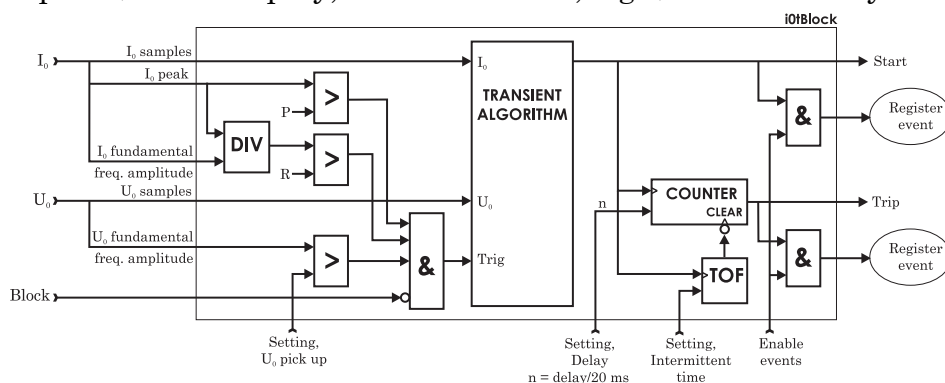 i0tBlock
I₀
I₀ samples
I₀ peak
P
>
DIV
I₀ fundamental
freq. amplitude
R
>
U₀
U₀ samples
U₀ fundamental
freq. amplitude
>
&
Block
Setting,
U₀ pick up
I₀
TRANSIENT
ALGORITHM
U₀
Trig
n
COUNTER
CLEAR
TOF
Setting,
Delay
n = delay/20 ms
Setting,
Intermittent
time
Enable
events
&
&
Start
Register
event
Trip
Register
event